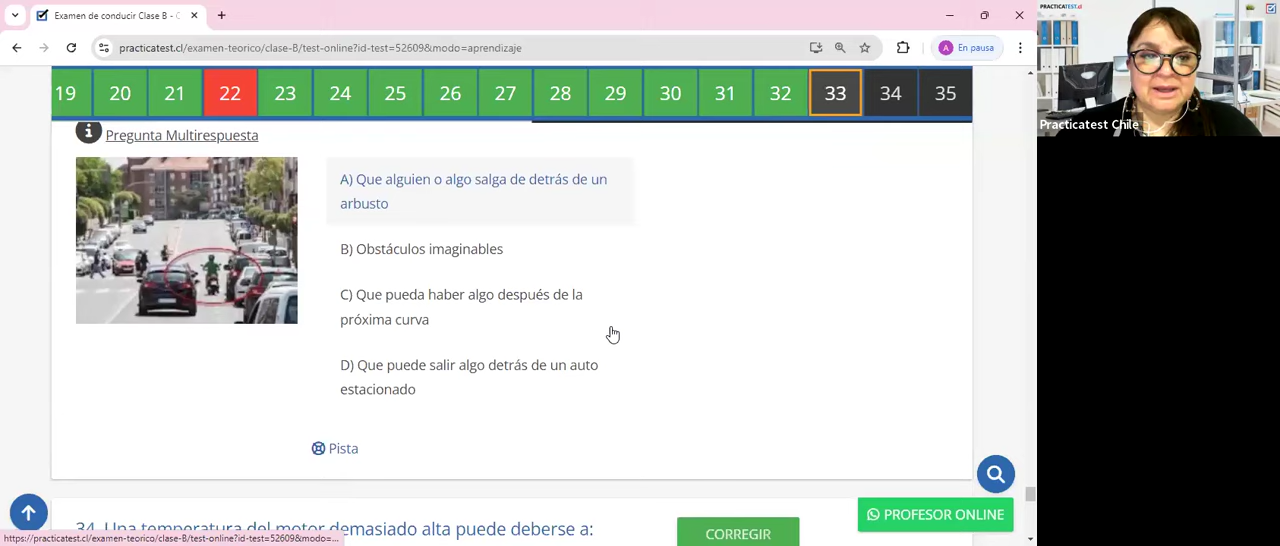 Examen de conducir Clase B - C
practicatest.cl/examen-teorico/clase-B/test-online?id-test=52609&modo=aprendizaje
A
En pausa
PRACTICATEST.CL
Practicatest Chile
19 20 21 22 23 24 25 26 27 28 29 30 31 32 33 34 35
Pregunta Multirespuesta
A) Que alguien o algo salga de detrás de un
arbusto
B) Obstáculos imaginables
C) Que pueda haber algo después de la
próxima curva
D) Que puede salir algo detrás de un auto
estacionado
Pista
PROFESOR ONLINE
34. Una temperatura del motor demasiado alta puede deberse a:
CORREGIR
https://practicatest.cl/examen-teorico/clase-B/test-online?id-test=52609&modo=...